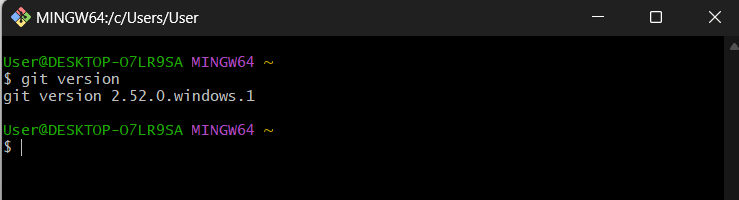 MINGW64:/c/Users/User
User@DESKTOP-O7LR9SA MINGW64 ~
$ git version
git version 2.52.0.windows.1
User@DESKTOP-O7LR9SA MINGW64 ~
$